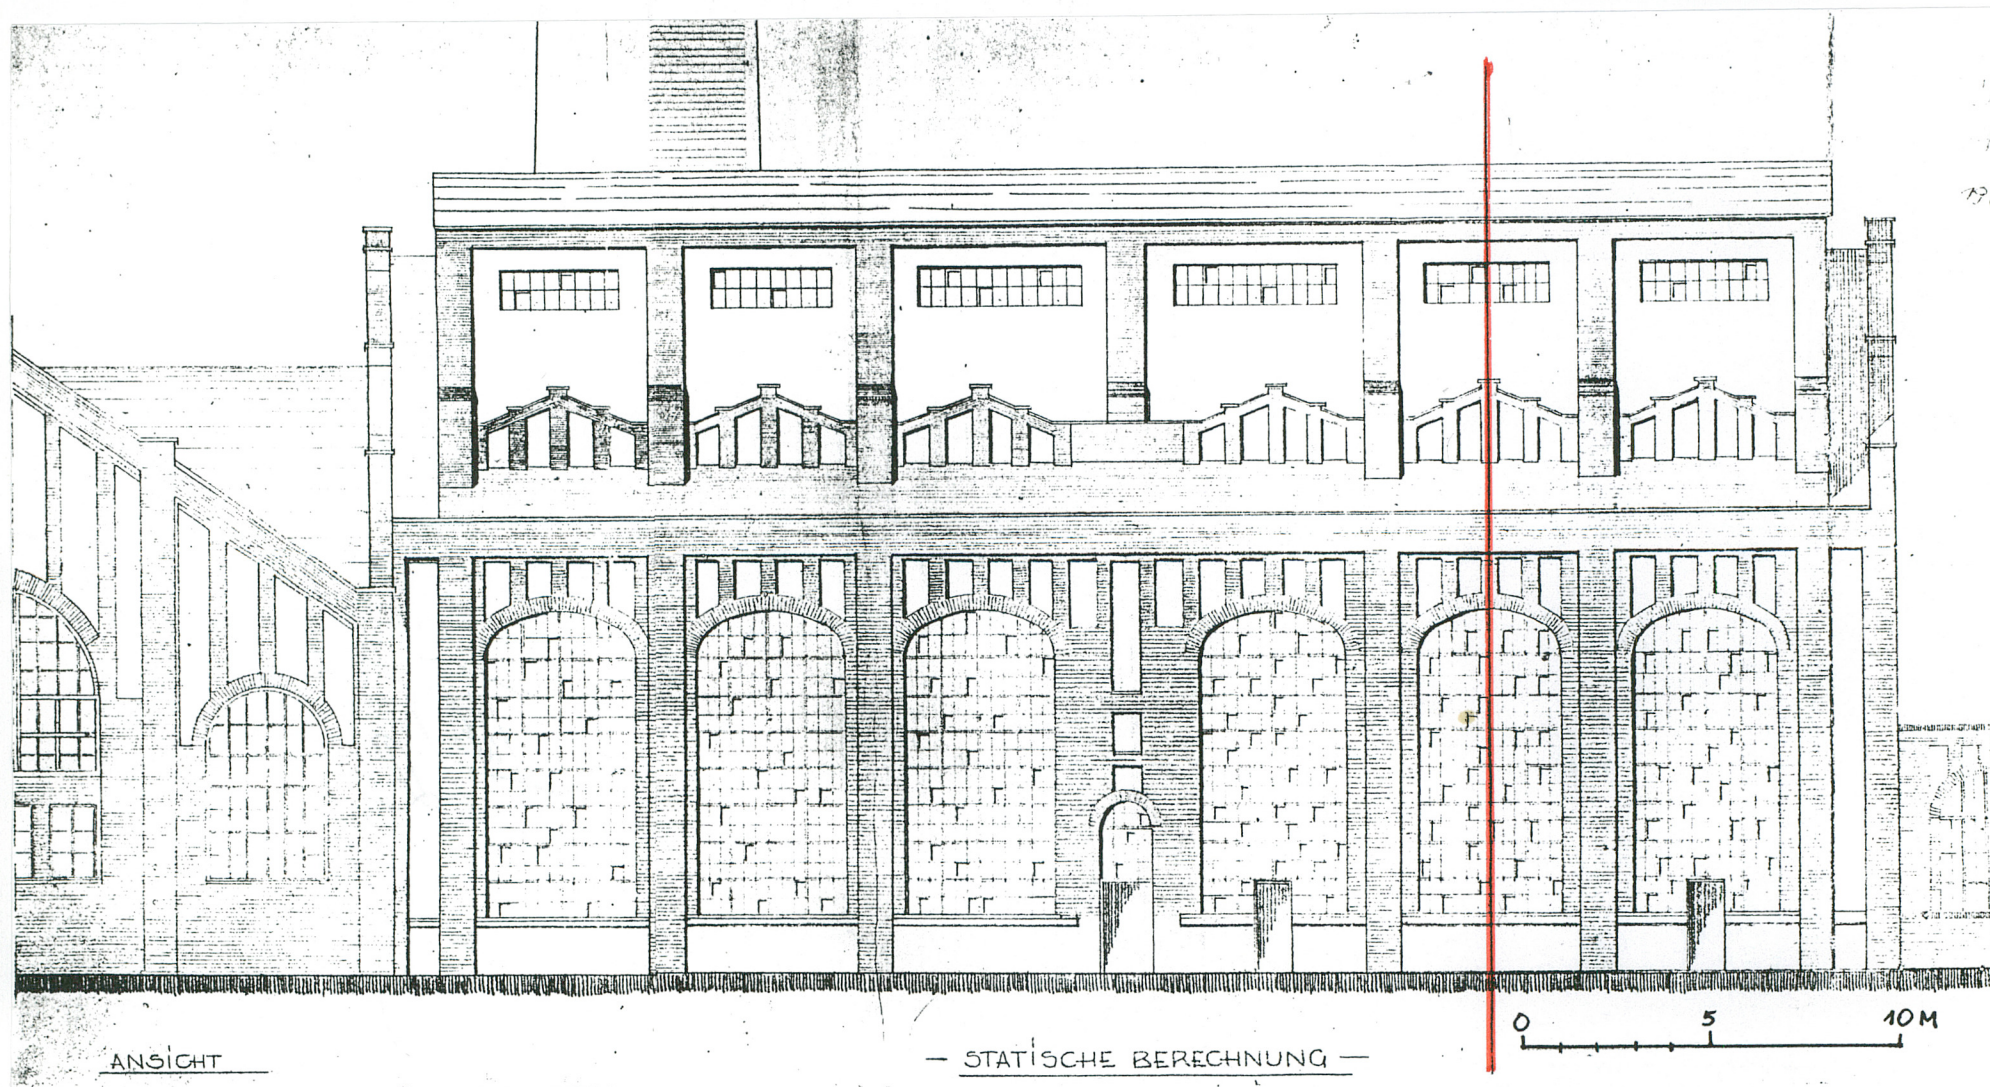 0 5 10 M
ANSICHT
— STATISCHE BERECHNUNG —